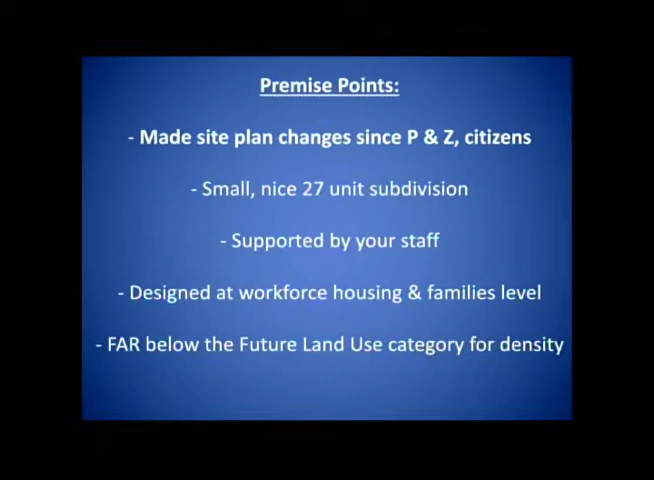 Premise Points:
- Made site plan changes since P & Z, citizens
- Small, nice 27 unit subdivision
- Supported by your staff
- Designed at workforce housing & families level
- FAR below the Future Land Use category for density